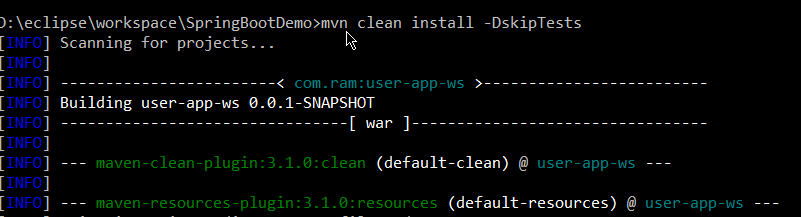 D:\eclipse\workspace\SpringBootDemo>mvn clean install -DskipTests
[INFO] Scanning for projects...
[INFO]
[INFO] ------------------------< com.ram:user-app-ws >-------------------------
[INFO] Building user-app-ws 0.0.1-SNAPSHOT
[INFO] --------------------------------[ war ]---------------------------------
[INFO]
[INFO] --- maven-clean-plugin:3.1.0:clean (default-clean) @ user-app-ws ---
[INFO]
[INFO] --- maven-resources-plugin:3.1.0:resources (default-resources) @ user-app-ws ---